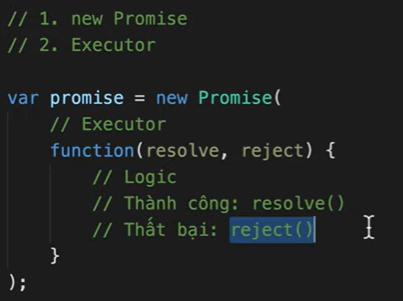 // 1. new Promise
// 2. Executor
var promise = new Promise(
// Executor
function(resolve, reject) {
// Logic
// Thành công: resolve()
// Thất bại: reject()
}
);